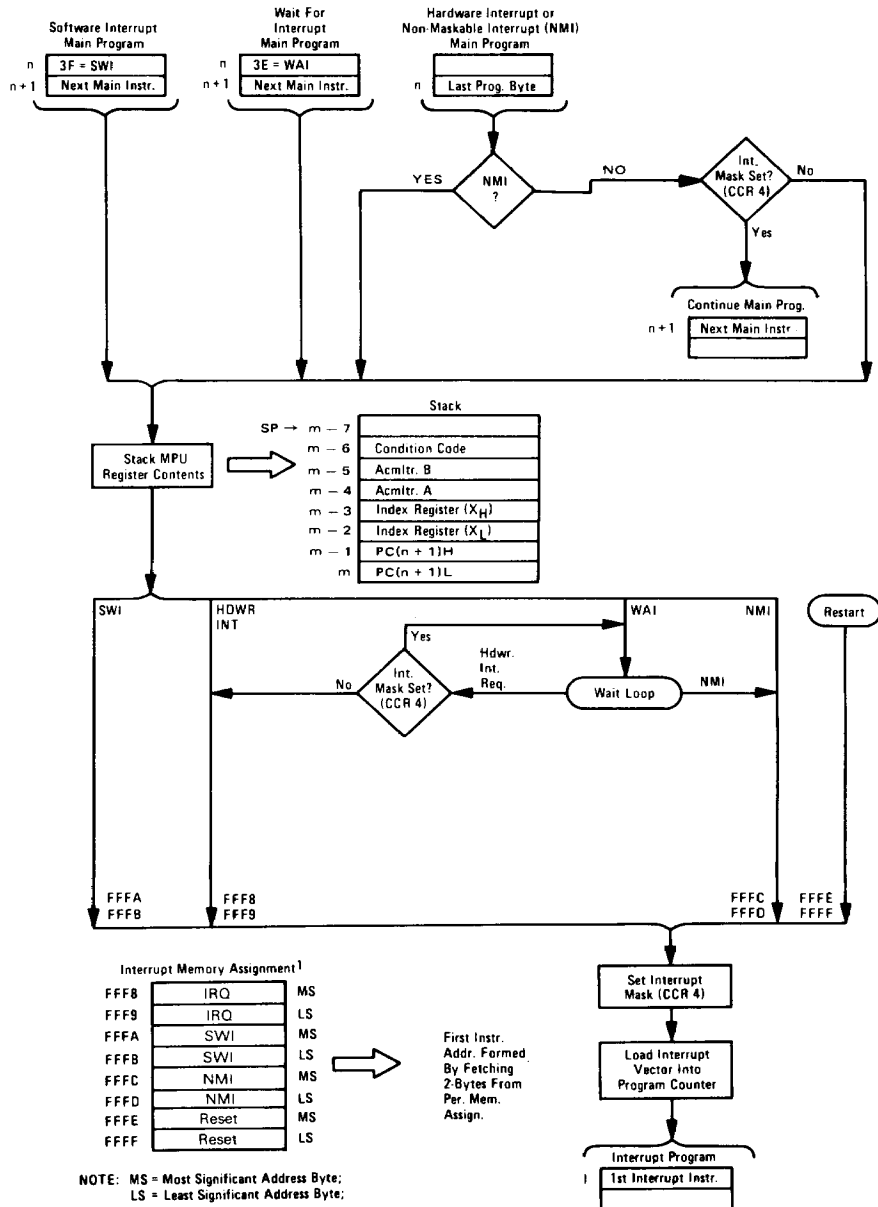 Software Interrupt
Main Program
n 3F = SWI
n + 1 Next Main Instr.
Wait For
Interrupt
Main Program
n 3E = WAI
n + 1 Next Main Instr.
Hardware Interrupt or
Non-Maskable Interrupt (NMI)
Main Program
n Last Prog. Byte
YES
NMI
?
NO
Int.
Mask Set?
(CCR 4)
No
Yes
Continue Main Prog.
n + 1 Next Main Instr.
Stack MPU
Register Contents
Stack
SP → m – 7
m – 6 Condition Code
m – 5 Acmltr. B
m – 4 Acmltr. A
m – 3 Index Register (XH)
m – 2 Index Register (XL)
m – 1 PC(n + 1)H
m PC(n + 1)L
SWI
HDWR
INT
Yes
WAI
NMI
Restart
No
Int.
Mask Set?
(CCR 4)
Hdwr.
Int.
Req.
Wait Loop
NMI
FFFA
FFFB
FFF8
FFF9
FFFC
FFFD
FFFE
FFFF
Interrupt Memory Assignment1
FFF8 IRQ MS
FFF9 IRQ LS
FFFA SWI MS
FFFB SWI LS
FFFC NMI MS
FFFD NMI LS
FFFE Reset MS
FFFF Reset LS
NOTE: MS = Most Significant Address Byte;
LS = Least Significant Address Byte;
First Instr.
Addr. Formed
By Fetching
2-Bytes From
Per. Mem.
Assign.
Set Interrupt
Mask (CCR 4)
Load Interrupt
Vector Into
Program Counter
Interrupt Program
I 1st Interrupt Instr.